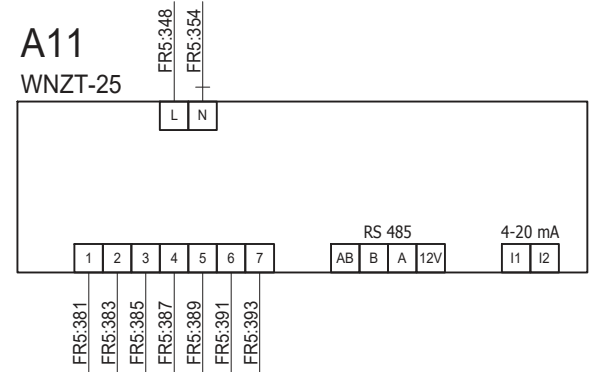 A11
WNZT-25
FR5:348
FR5:354
L N
RS 485
4-20 mA
1 2 3 4 5 6 7
AB B A 12V
I1 I2
FR5:381
FR5:383
FR5:385
FR5:387
FR5:389
FR5:391
FR5:393